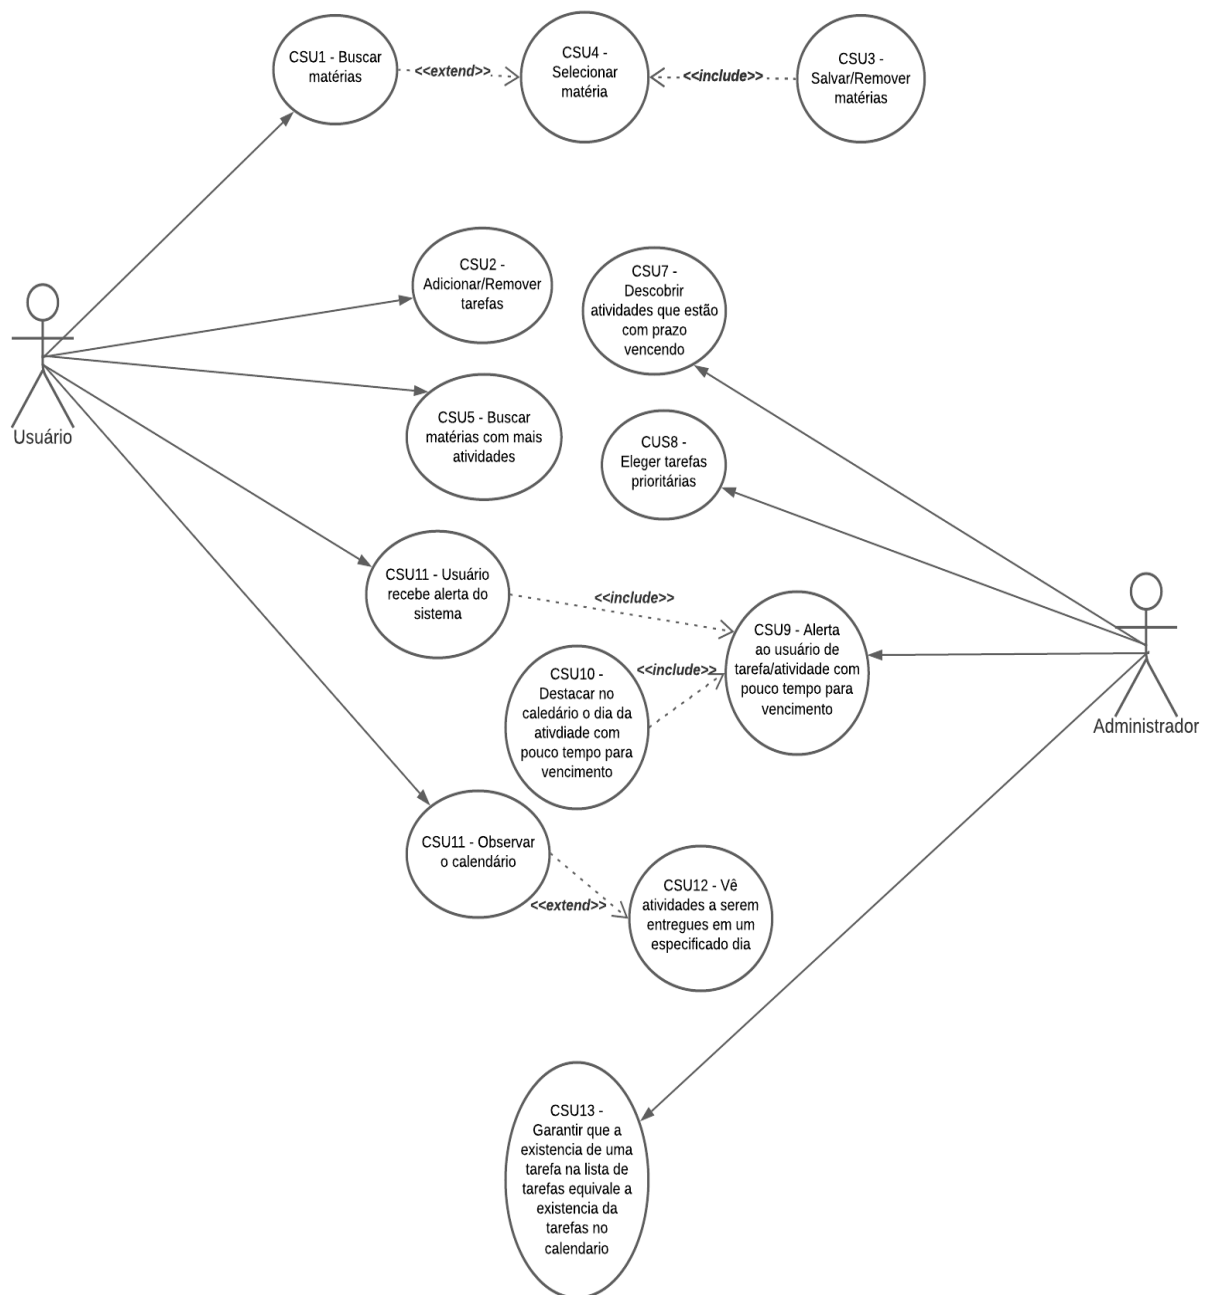 CSU1 - Buscar
matérias
<<extend>>
CSU4 -
Selecionar
matéria
<<include>>
CSU3 -
Salvar/Remover
matérias
CSU2 -
Adicionar/Remover
tarefas
CSU7 -
Descobrir
atividades que estão
com prazo
vencendo
Usuário
CSU5 - Buscar
matérias com mais
atividades
CUS8 -
Eleger tarefas
prioritárias
CSU11 - Usuário
recebe alerta do
sistema
<<include>>
CSU9 - Alerta
ao usuário de
tarefa/atividade com
pouco tempo para
vencimento
<<include>>
CSU10 -
Destacar no
caledário o dia da
ativdiade com
pouco tempo para
vencimento
Administrador
CSU11 - Observar
o calendário
<<extend>>
CSU12 - Vê
atividades a serem
entregues em um
especificado dia
CSU13 -
Garantir que a
existencia de uma
tarefa na lista de
tarefas equivale a
existencia da
tarefas no
calendario